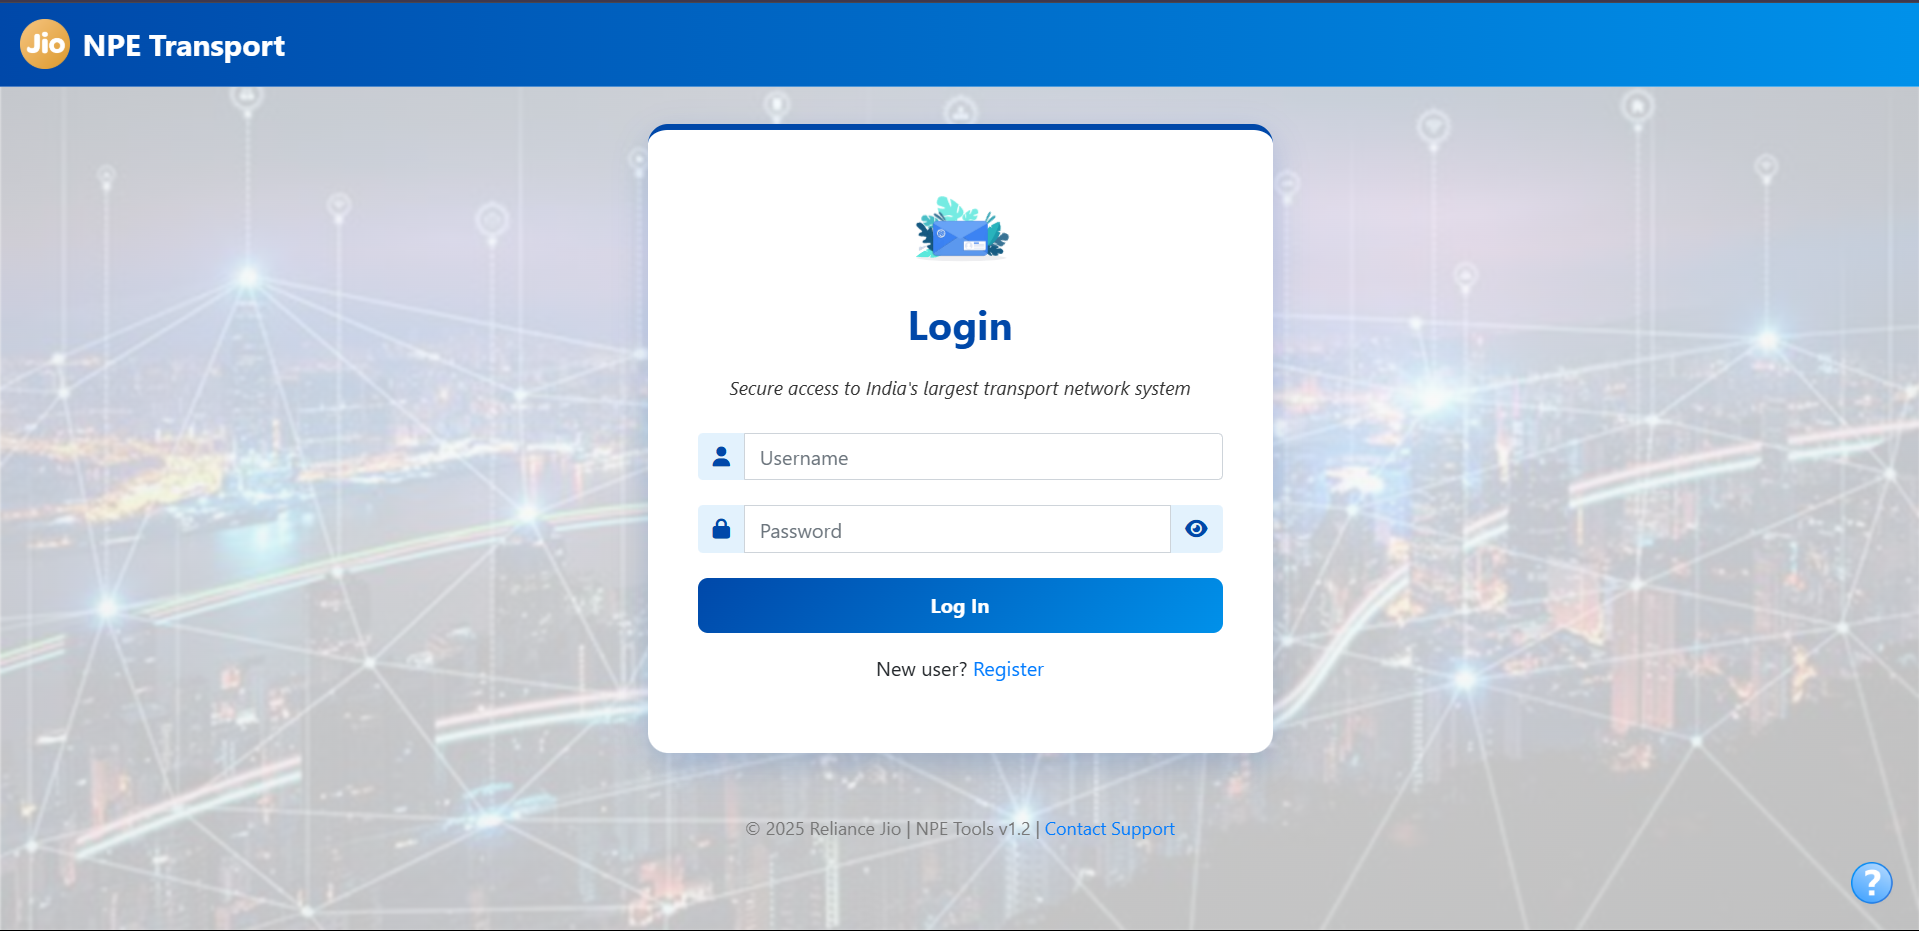 Jio NPE Transport
Login
Secure access to India's largest transport network system
Username
Password
Log In
New user? Register
© 2025 Reliance Jio | NPE Tools v1.2 | Contact Support
?